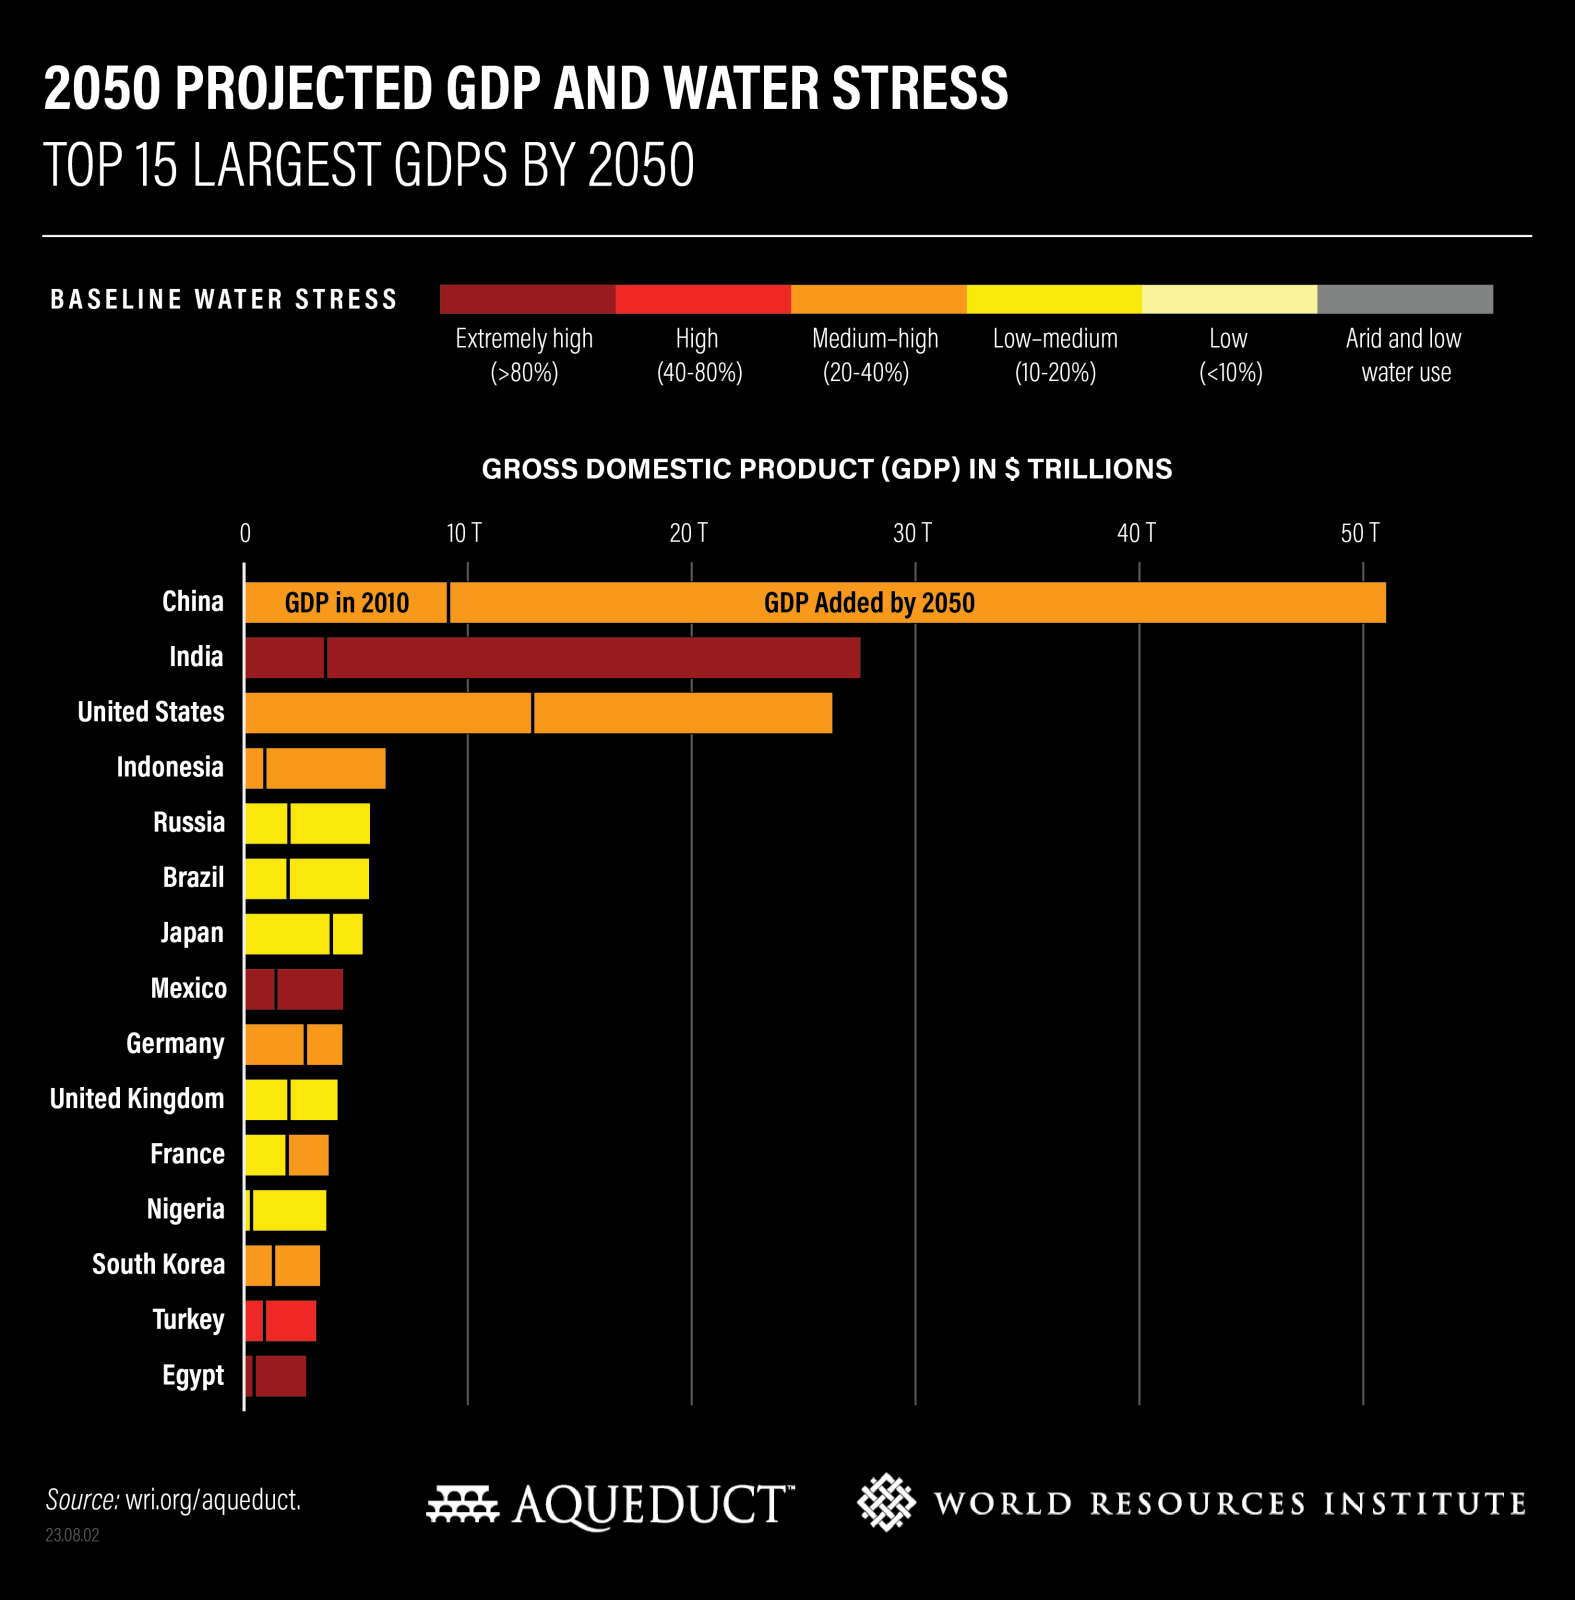 2050 PROJECTED GDP AND WATER STRESS
TOP 15 LARGEST GDPS BY 2050
BASELINE WATER STRESS
Extremely high
(>80%)
High
(40-80%)
Medium–high
(20-40%)
Low–medium
(10-20%)
Low
(<10%)
Arid and low
water use
GROSS DOMESTIC PRODUCT (GDP) IN $ TRILLIONS
0 10 T 20 T 30 T 40 T 50 T
China GDP in 2010 GDP Added by 2050
India
United States
Indonesia
Russia
Brazil
Japan
Mexico
Germany
United Kingdom
France
Nigeria
South Korea
Turkey
Egypt
Source: wri.org/aqueduct.
23.08.02
AQUEDUCT™
WORLD RESOURCES INSTITUTE